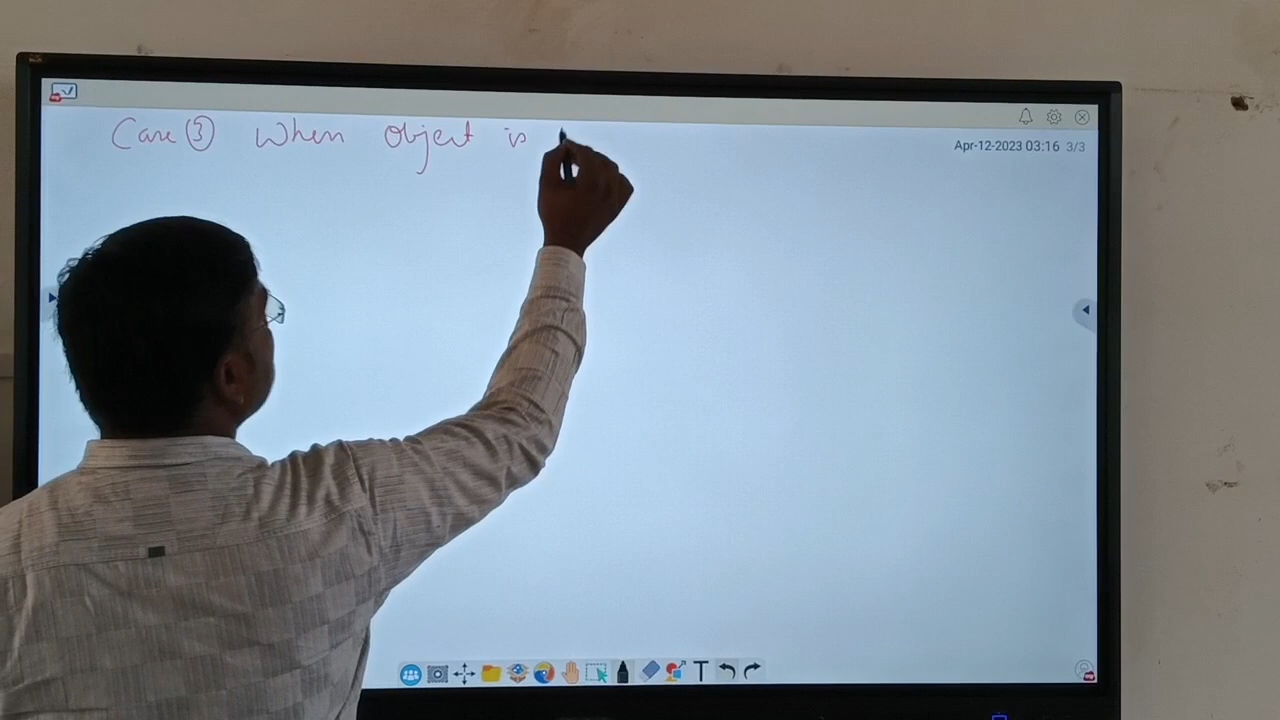 Case ③ When object is
Apr-12-2023 03:16 3/3
T